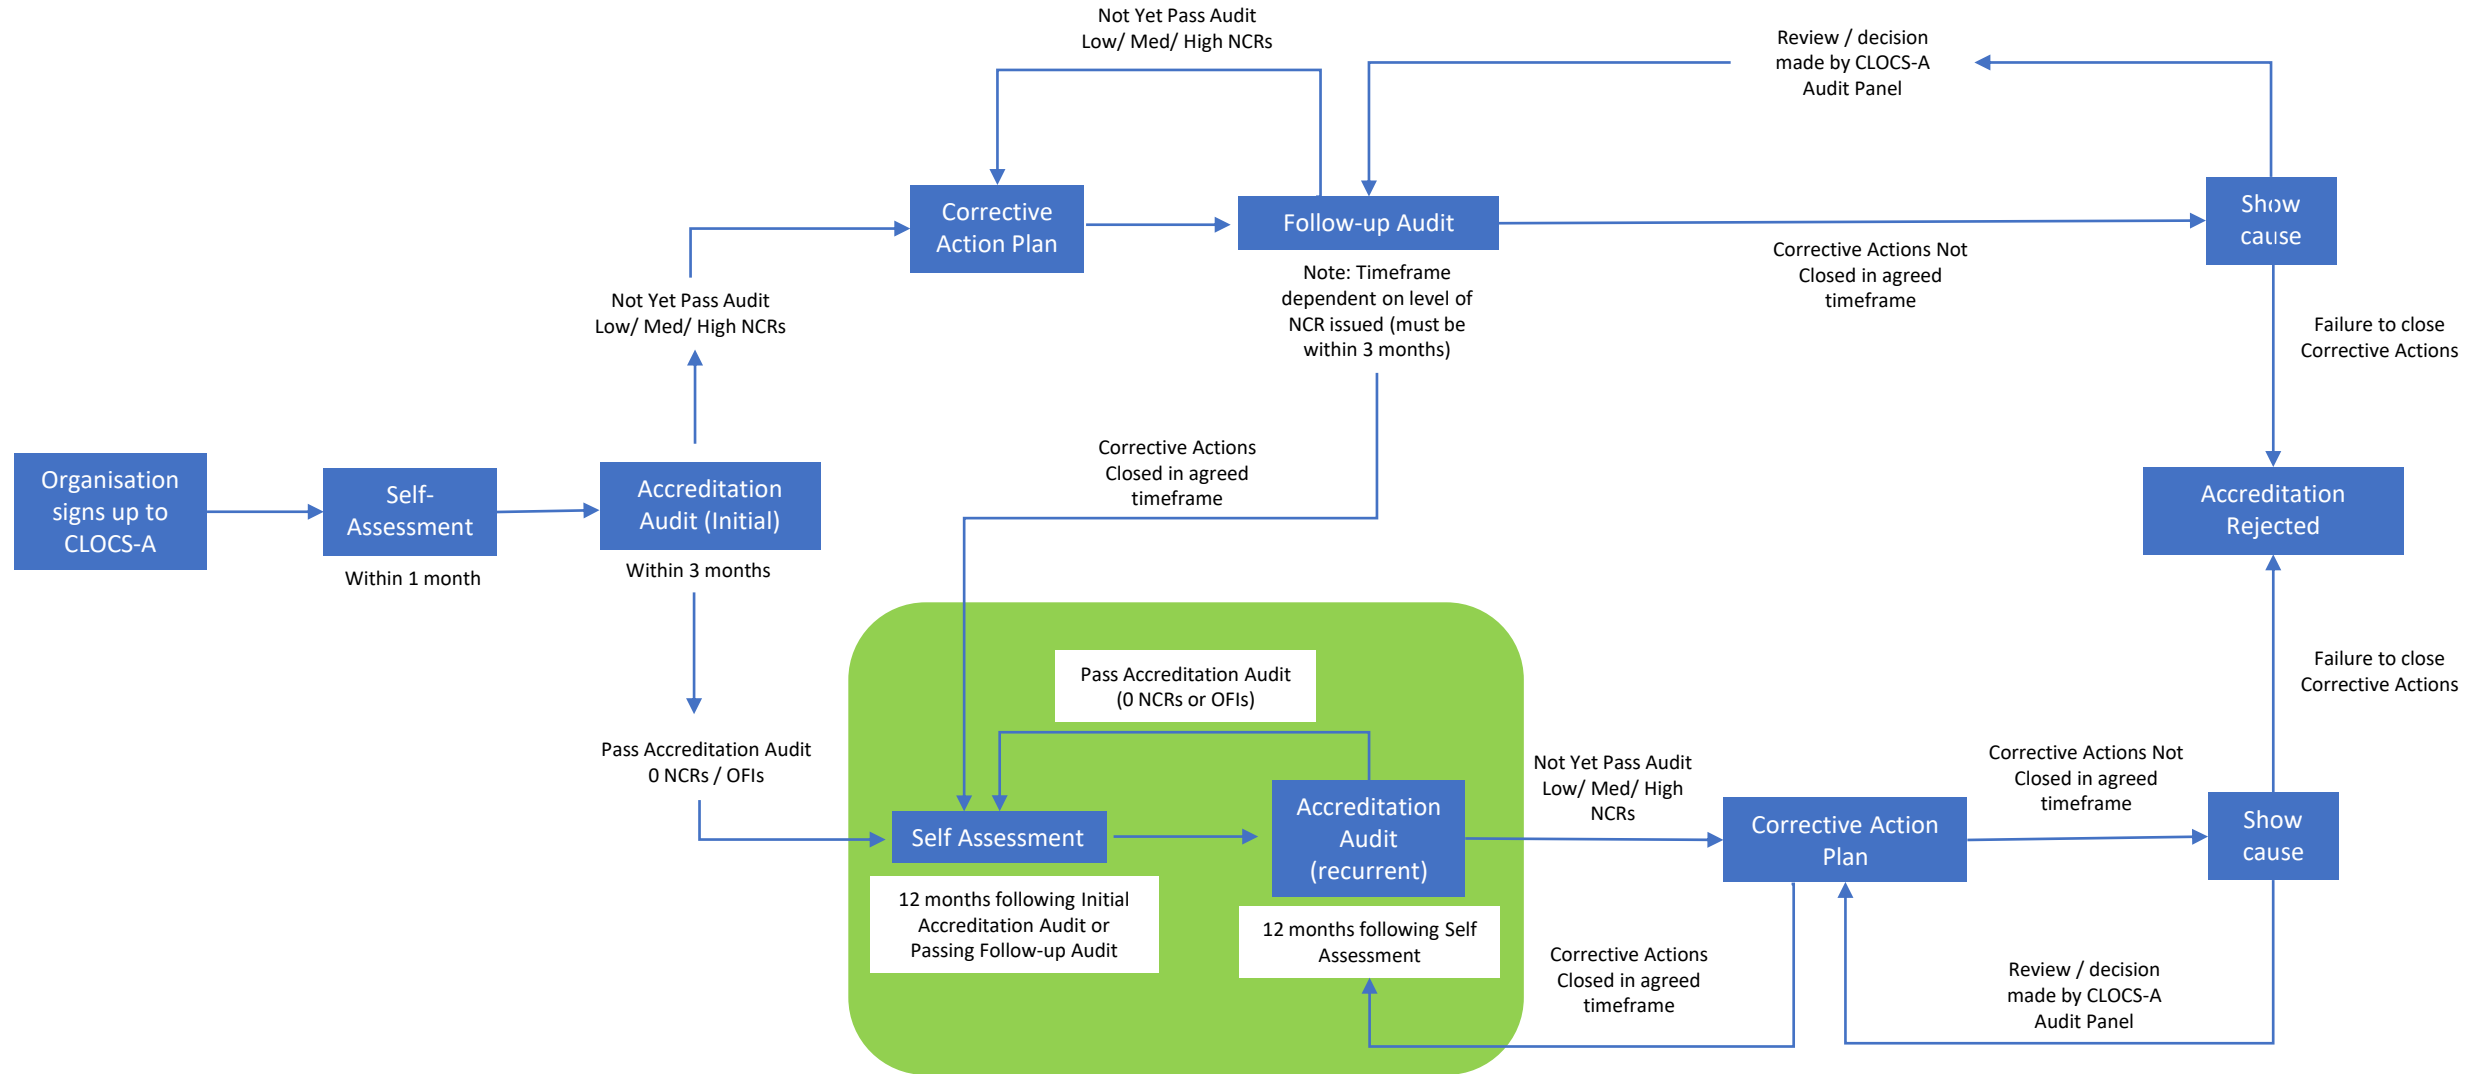 Not Yet Pass Audit
Low/ Med/ High NCRs
Review / decision
made by CLOCS-A
Audit Panel
Corrective
Action Plan
Follow-up Audit
Show
cause
Corrective Actions Not
Closed in agreed
timeframe
Note: Timeframe
dependent on level of
NCR issued (must be
within 3 months)
Not Yet Pass Audit
Low/ Med/ High NCRs
Failure to close
Corrective Actions
Corrective Actions
Closed in agreed
timeframe
Organisation
signs up to
CLOCS-A
Self-
Assessment
Within 1 month
Accreditation
Audit (Initial)
Within 3 months
Accreditation
Rejected
Pass Accreditation Audit
(0 NCRs or OFIs)
Failure to close
Corrective Actions
Pass Accreditation Audit
0 NCRs / OFIs
Not Yet Pass Audit
Low/ Med/ High
NCRs
Corrective Actions Not
Closed in agreed
timeframe
Self Assessment
Accreditation
Audit
(recurrent)
Corrective Action
Plan
Show
cause
12 months following Initial
Accreditation Audit or
Passing Follow-up Audit
12 months following Self
Assessment
Corrective Actions
Closed in agreed
timeframe
Review / decision
made by CLOCS-A
Audit Panel